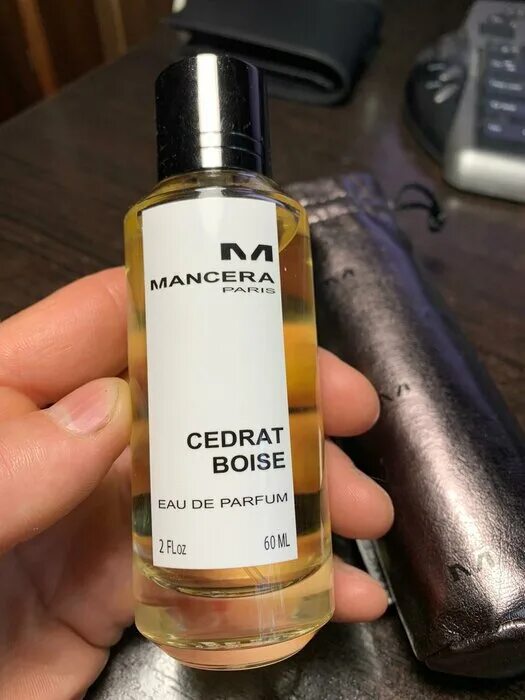 M
MANCERA
PARIS
CEDRAT
BOISE
EAU DE PARFUM
2 FLoz 60 ML